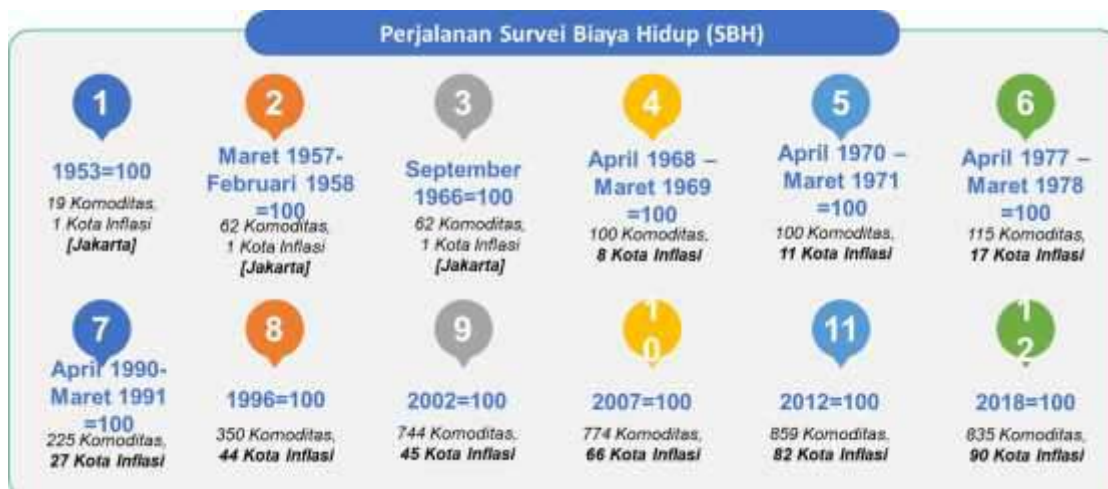 Perjalanan Survei Biaya Hidup (SBH)
1
1953=100
19 Komoditas,
1 Kota Inflasi
[Jakarta]
2
Maret 1957-
Februari 1958
=100
62 Komoditas,
1 Kota Inflasi
[Jakarta]
3
September
1966=100
62 Komoditas,
1 Kota Inflasi
[Jakarta]
4
April 1968 –
Maret 1969
=100
100 Komoditas,
8 Kota Inflasi
5
April 1970 –
Maret 1971
=100
100 Komoditas,
11 Kota Inflasi
6
April 1977 –
Maret 1978
=100
115 Komoditas,
17 Kota Inflasi
7
April 1990-
Maret 1991
=100
225 Komoditas,
27 Kota Inflasi
8
1996=100
350 Komoditas,
44 Kota Inflasi
9
2002=100
744 Komoditas,
45 Kota Inflasi
1
0
2007=100
774 Komoditas,
66 Kota Inflasi
11
2012=100
859 Komoditas,
82 Kota Inflasi
1
2
2018=100
835 Komoditas,
90 Kota Inflasi